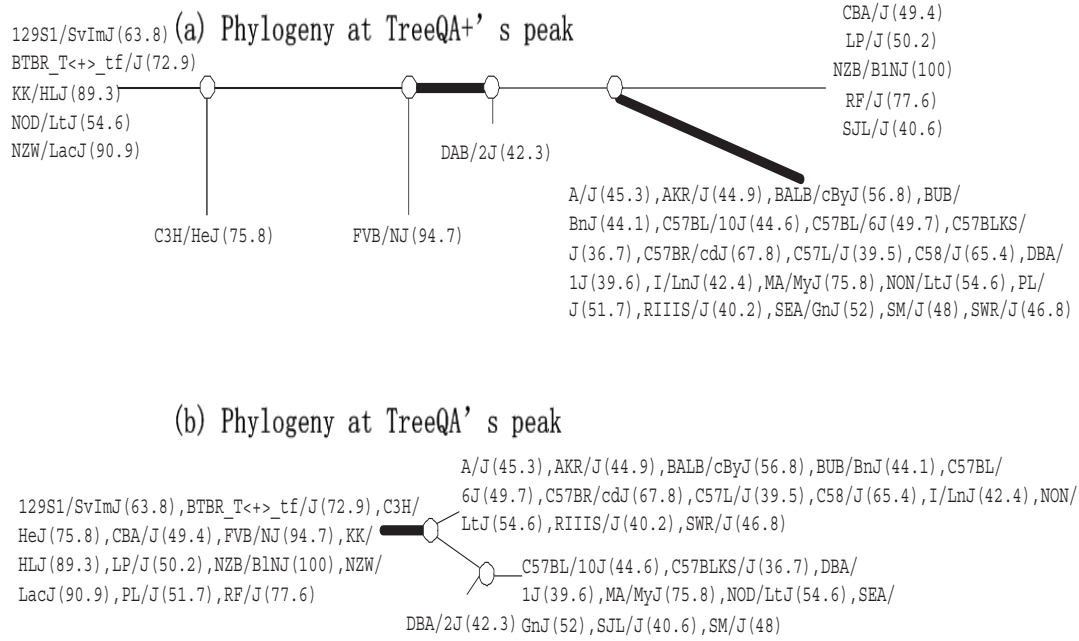 (a) Phylogeny at TreeQA+' s peak
129S1/SvImJ(63.8)
BTBR_T<+>_tf/J(72.9)
KK/HLJ(89.3)
NOD/LtJ(54.6)
NZW/LacJ(90.9)
C3H/HeJ(75.8)
FVB/NJ(94.7)
DAB/2J(42.3)
CBA/J(49.4)
LP/J(50.2)
NZB/BlNJ(100)
RF/J(77.6)
SJL/J(40.6)
A/J(45.3),AKR/J(44.9),BALB/cByJ(56.8),BUB/
BnJ(44.1),C57BL/10J(44.6),C57BL/6J(49.7),C57BLKS/
J(36.7),C57BR/cdJ(67.8),C57L/J(39.5),C58/J(65.4),DBA/
1J(39.6),I/LnJ(42.4),MA/MyJ(75.8),NON/LtJ(54.6),PL/
J(51.7),RIIIS/J(40.2),SEA/GnJ(52),SM/J(48),SWR/J(46.8)
(b) Phylogeny at TreeQA' s peak
129S1/SvImJ(63.8),BTBR_T<+>_tf/J(72.9),C3H/
HeJ(75.8),CBA/J(49.4),FVB/NJ(94.7),KK/
HLJ(89.3),LP/J(50.2),NZB/BlNJ(100),NZW/
LacJ(90.9),PL/J(51.7),RF/J(77.6)
A/J(45.3),AKR/J(44.9),BALB/cByJ(56.8),BUB/BnJ(44.1),C57BL/
6J(49.7),C57BR/cdJ(67.8),C57L/J(39.5),C58/J(65.4),I/LnJ(42.4),NON/
LtJ(54.6),RIIIS/J(40.2),SWR/J(46.8)
C57BL/10J(44.6),C57BLKS/J(36.7),DBA/
1J(39.6),MA/MyJ(75.8),NOD/LtJ(54.6),SEA/
GnJ(52),SJL/J(40.6),SM/J(48)
DBA/2J(42.3)